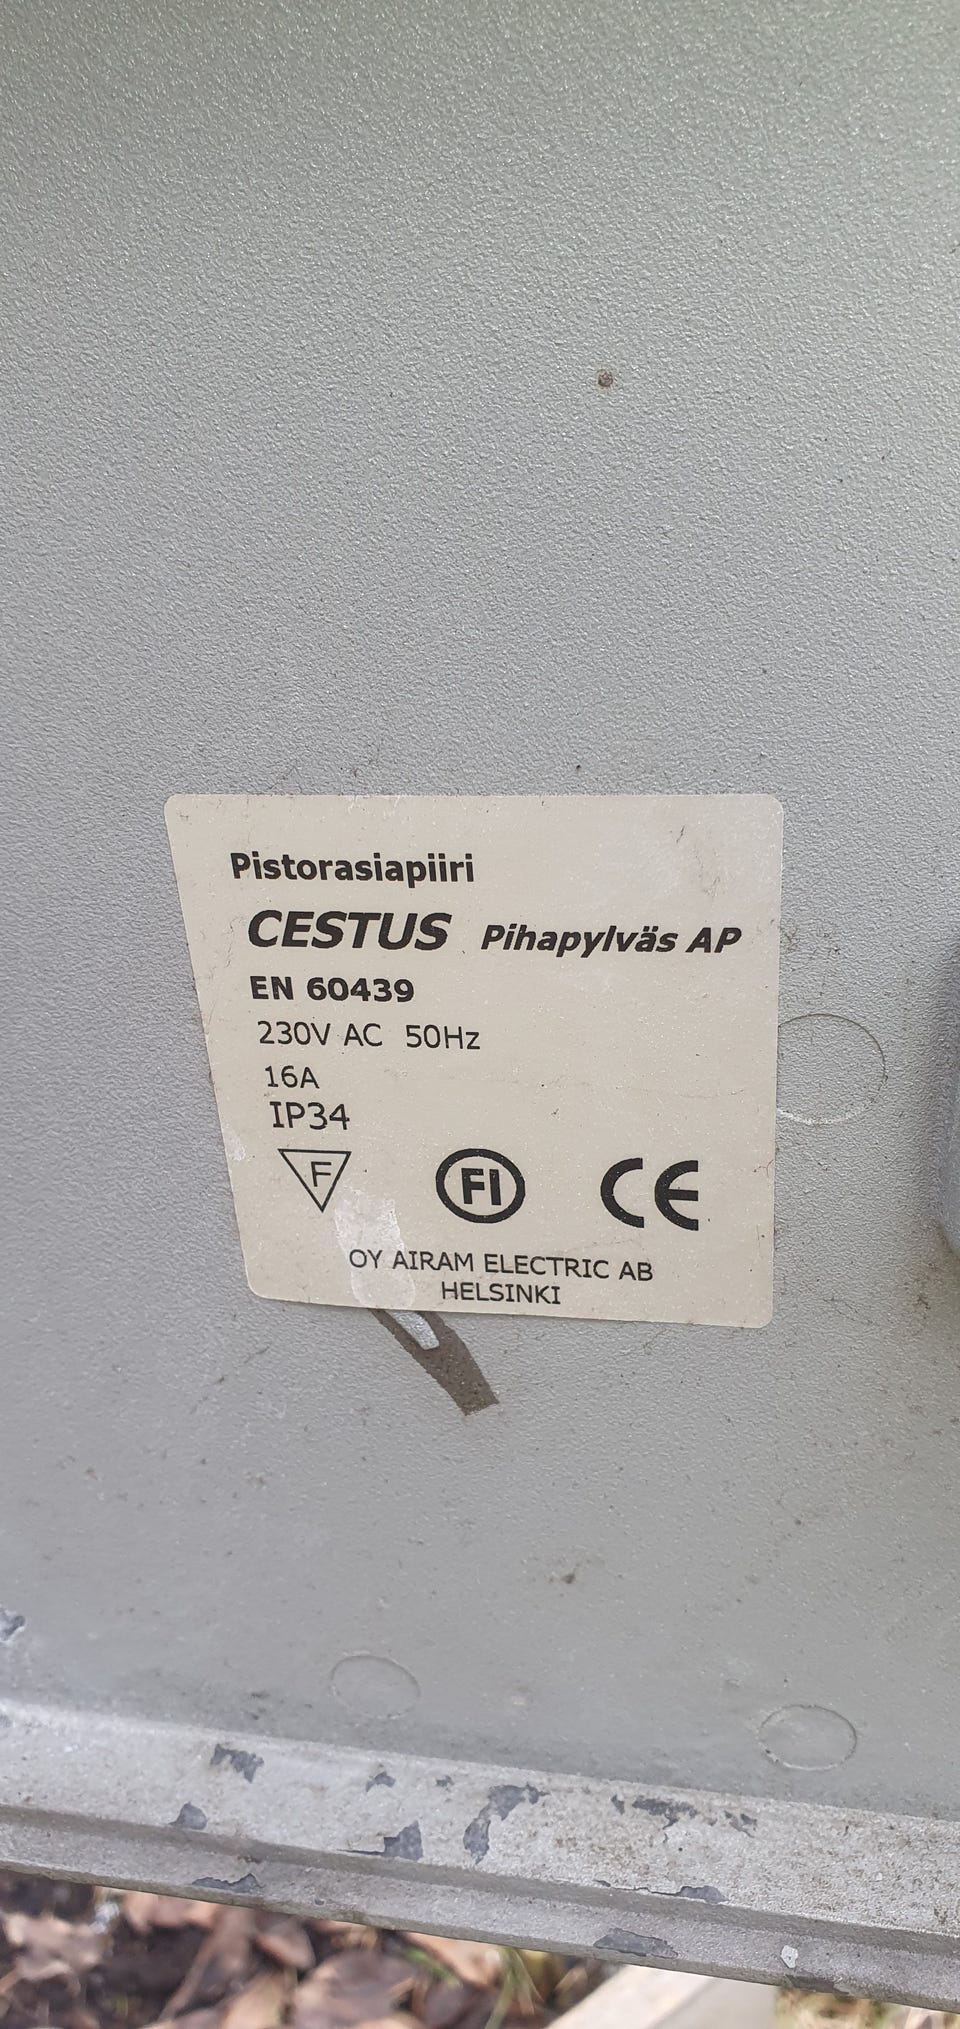 Pistorasiapiiri
CESTUS Pihapylväs AP
EN 60439
230V AC 50Hz
16A
IP34
F FI CE
OY AIRAM ELECTRIC AB
HELSINKI